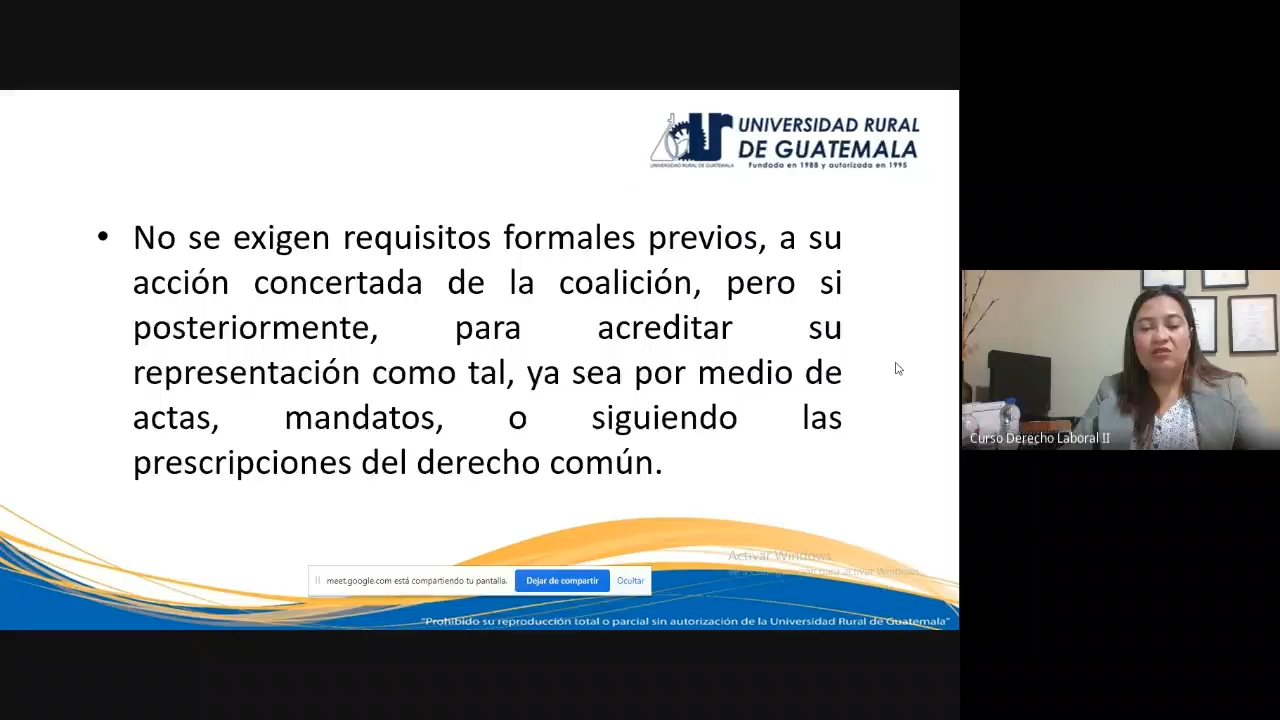 UNIVERSIDAD RURAL
DE GUATEMALA
Fundada en 1988 y autorizada en 1995
UNIVERSIDAD RURAL DE GUATEMALA
• No se exigen requisitos formales previos, a su
acción concertada de la coalición, pero si
posteriormente, para acreditar su
representación como tal, ya sea por medio de
actas, mandatos, o siguiendo las
prescripciones del derecho común.
Curso Derecho Laboral II
Activar Windows
para activar Windows.
meet.google.com está compartiendo tu pantalla.
Dejar de compartir
Ocultar
"Prohibido su reproducción total o parcial sin autorización de la Universidad Rural de Guatemala"